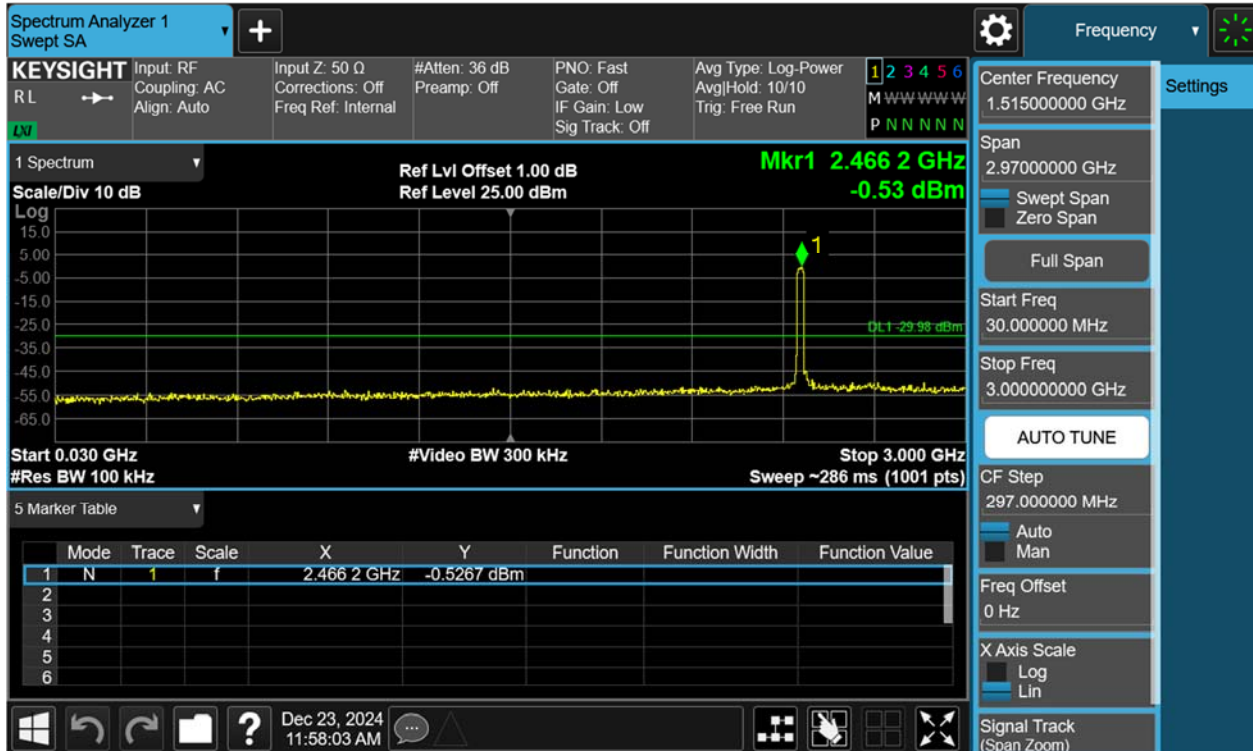 Spectrum Analyzer 1
Swept SA
Frequency
KEYSIGHT
RL
LXI
Input: RF
Coupling: AC
Align: Auto
Input Z: 50 Ω
Corrections: Off
Freq Ref: Internal
#Atten: 36 dB
Preamp: Off
PNO: Fast
Gate: Off
IF Gain: Low
Sig Track: Off
Avg Type: Log-Power
Avg|Hold: 10/10
Trig: Free Run
1 2 3 4 5 6
M W W W W W
P N N N N N
1 Spectrum
Scale/Div 10 dB
Ref Lvl Offset 1.00 dB
Ref Level 25.00 dBm
Mkr1 2.466 2 GHz
-0.53 dBm
Log
15.0
5.00
-5.00
-15.0
-25.0
-35.0
-45.0
-55.0
-65.0
1
DL1 -29.98 dBm
Start 0.030 GHz
#Res BW 100 kHz
#Video BW 300 kHz
Stop 3.000 GHz
Sweep ~286 ms (1001 pts)
5 Marker Table
Mode Trace Scale X Y Function Function Width Function Value
1 N 1 f 2.466 2 GHz -0.5267 dBm
2
3
4
5
6
Dec 23, 2024
11:58:03 AM
Center Frequency
1.515000000 GHz
Span
2.97000000 GHz
Swept Span
Zero Span
Full Span
Start Freq
30.000000 MHz
Stop Freq
3.000000000 GHz
AUTO TUNE
CF Step
297.000000 MHz
Auto
Man
Freq Offset
0 Hz
X Axis Scale
Log
Lin
Signal Track
(Span Zoom)
Settings